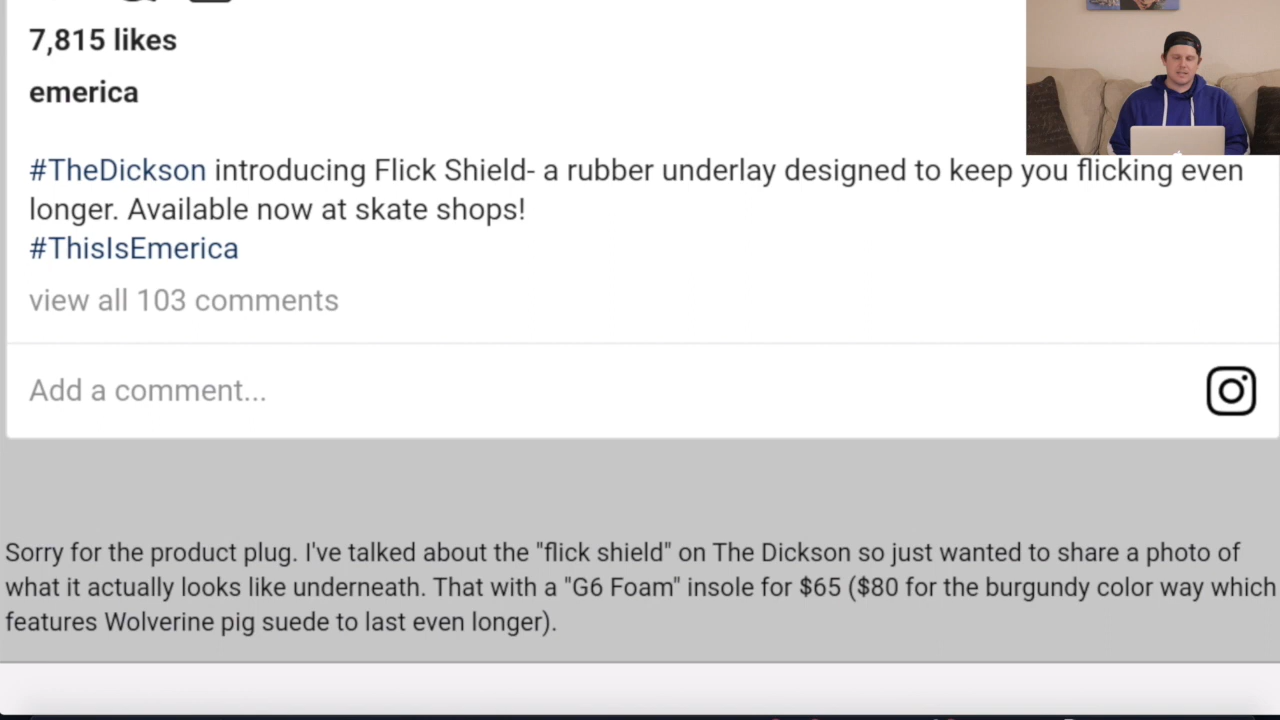 7,815 likes
emerica
#TheDickson introducing Flick Shield- a rubber underlay designed to keep you flicking even
longer. Available now at skate shops!
#ThisIsEmerica
view all 103 comments
Add a comment...
Sorry for the product plug. I've talked about the "flick shield" on The Dickson so just wanted to share a photo of
what it actually looks like underneath. That with a "G6 Foam" insole for $65 ($80 for the burgundy color way which
features Wolverine pig suede to last even longer).